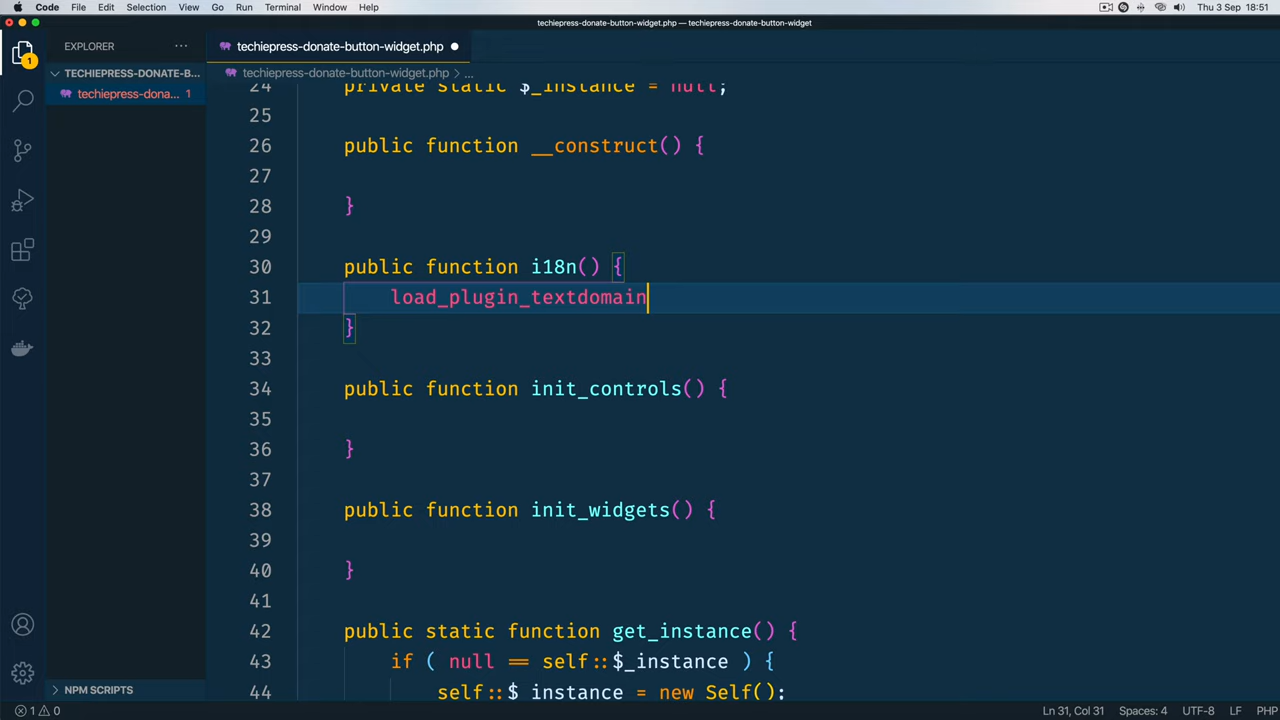 Code File Edit Selection View Go Run Terminal Window Help Thu 3 Sep 18:51
techiepress-donate-button-widget.php — techiepress-donate-button-widget
EXPLORER ···
techiepress-donate-button-widget.php
TECHIEPRESS-DONATE-B...
techiepress-dona... 1
techiepress-donate-button-widget.php > ...
1
24 private static $_instance = null;
25
26 public function __construct() {
27
28 }
29
30 public function i18n() {
31 load_plugin_textdomain
32 }
33
34 public function init_controls() {
35
36 }
37
38 public function init_widgets() {
39
40 }
41
42 public static function get_instance() {
43 if ( null == self::$_instance ) {
44 self::$_instance = new Self();
NPM SCRIPTS
1 0 Ln 31, Col 31 Spaces: 4 UTF-8 LF PHP